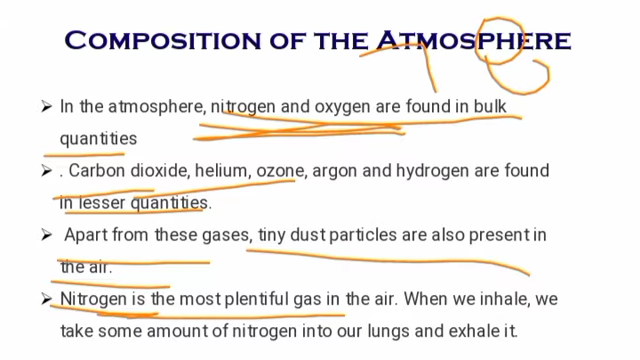 COMPOSITION OF THE ATMOSPHERE
➢ In the atmosphere, nitrogen and oxygen are found in bulk
quantities
➢ . Carbon dioxide, helium, ozone, argon and hydrogen are found
in lesser quantities.
➢ Apart from these gases, tiny dust particles are also present in
the air.
➢ Nitrogen is the most plentiful gas in the air. When we inhale, we
take some amount of nitrogen into our lungs and exhale it.